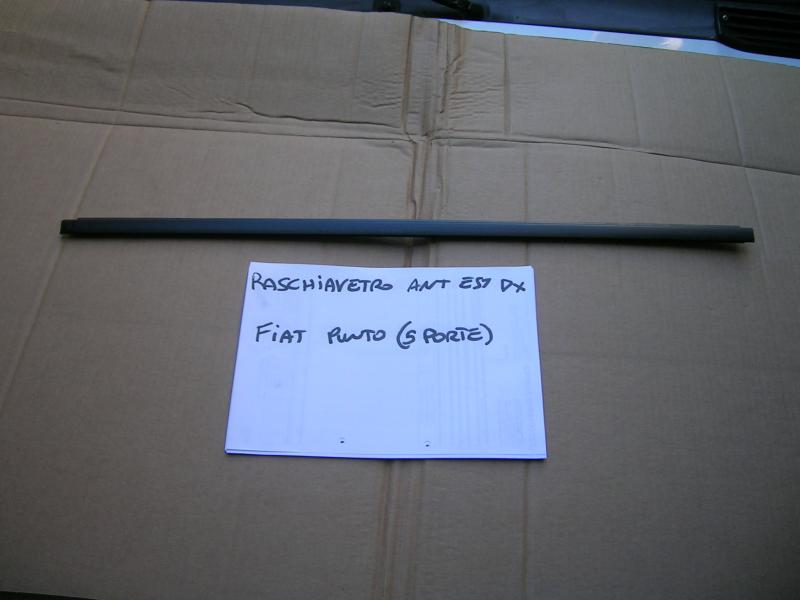 RASCHIAVETRO ANT EST DX
FIAT PUNTO (5 PORTE)